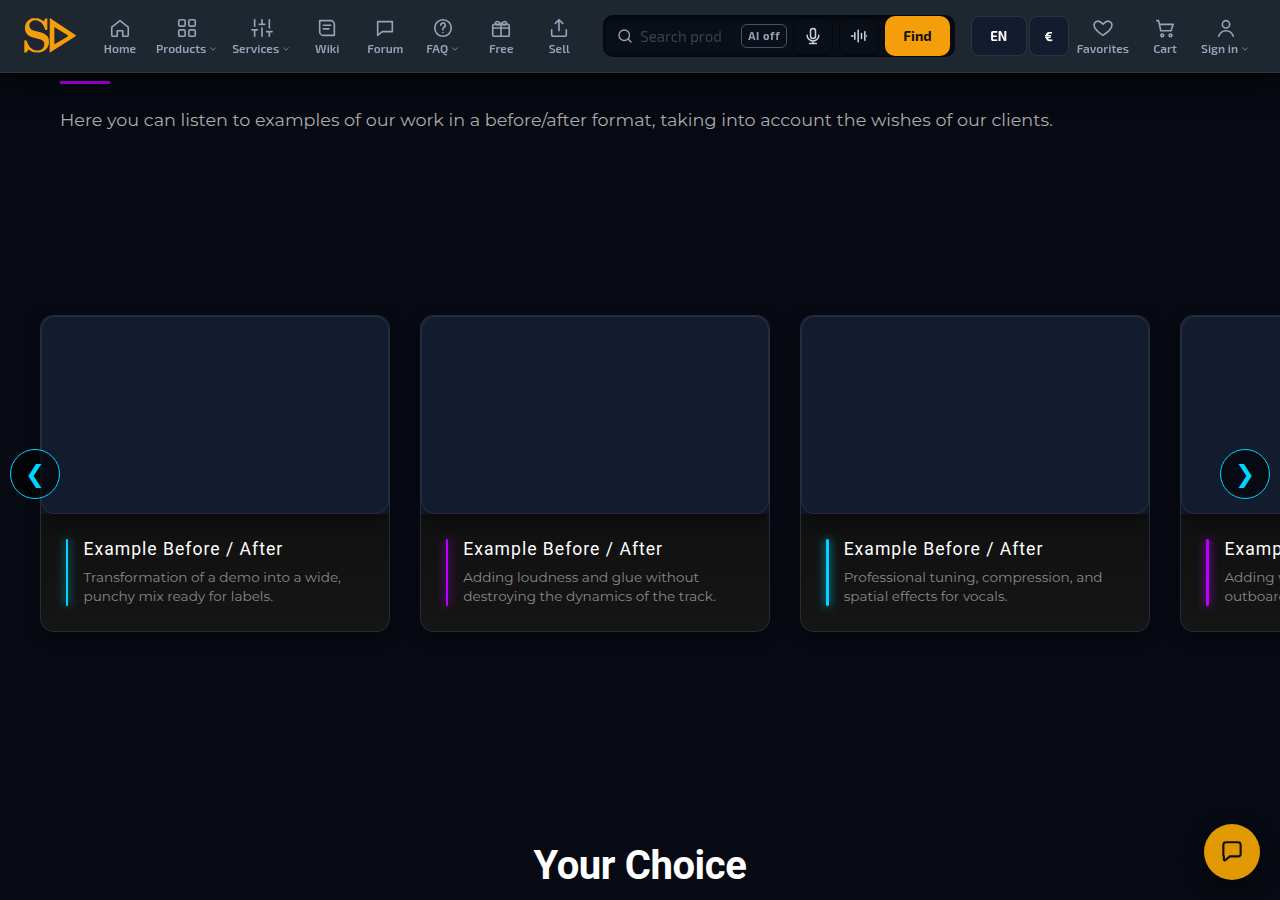 Home
Products
Services
Wiki
Forum
FAQ
Free
Sell
Search prod
AI off
Find
EN
€
Favorites
Cart
Sign in
Here you can listen to examples of our work in a before/after format, taking into account the wishes of our clients.
❮
❯
Example Before / After
Transformation of a demo into a wide,
punchy mix ready for labels.
Example Before / After
Adding loudness and glue without
destroying the dynamics of the track.
Example Before / After
Professional tuning, compression, and
spatial effects for vocals.
Examp
Adding
outboar
Your Choice